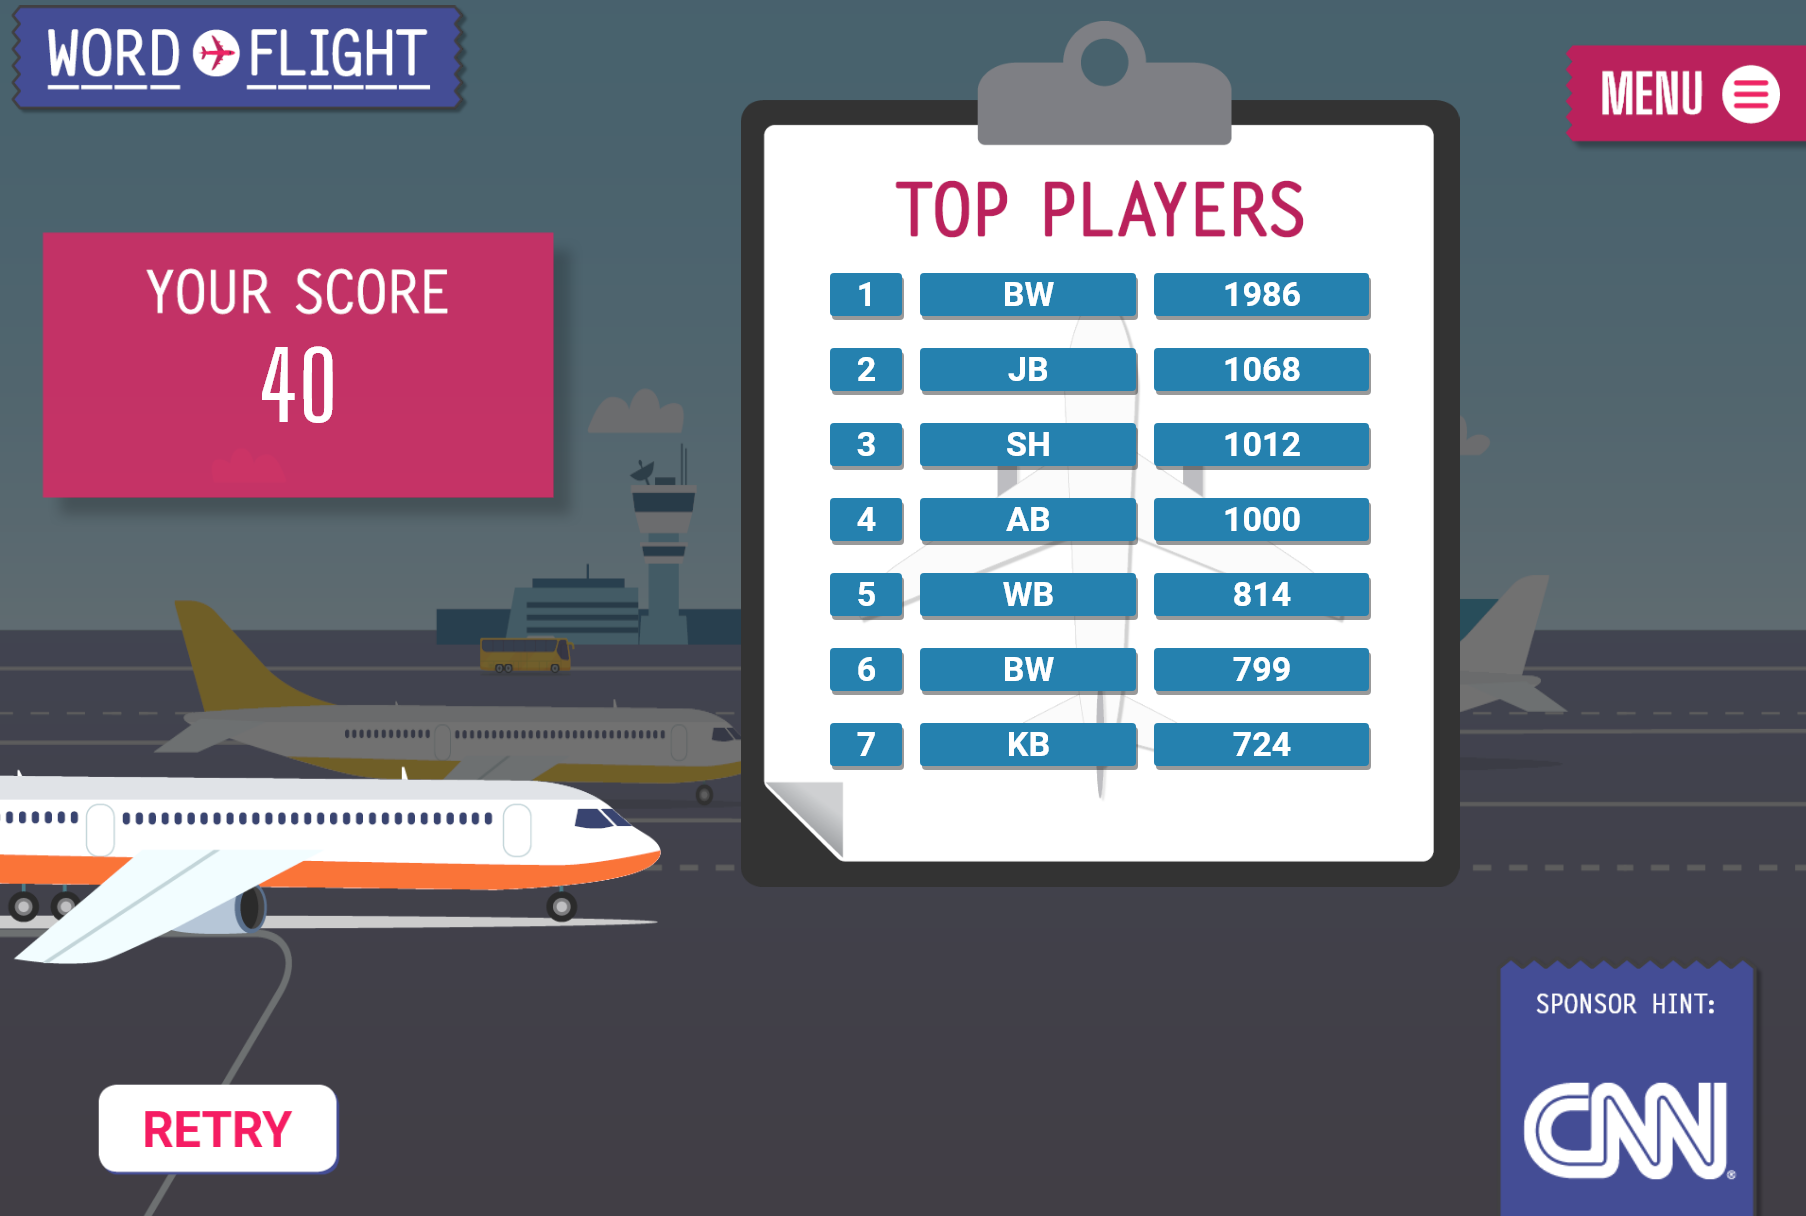 WORD FLIGHT
MENU
YOUR SCORE
40
TOP PLAYERS
1 BW 1986
2 JB 1068
3 SH 1012
4 AB 1000
5 WB 814
6 BW 799
7 KB 724
RETRY
SPONSOR HINT:
CNN